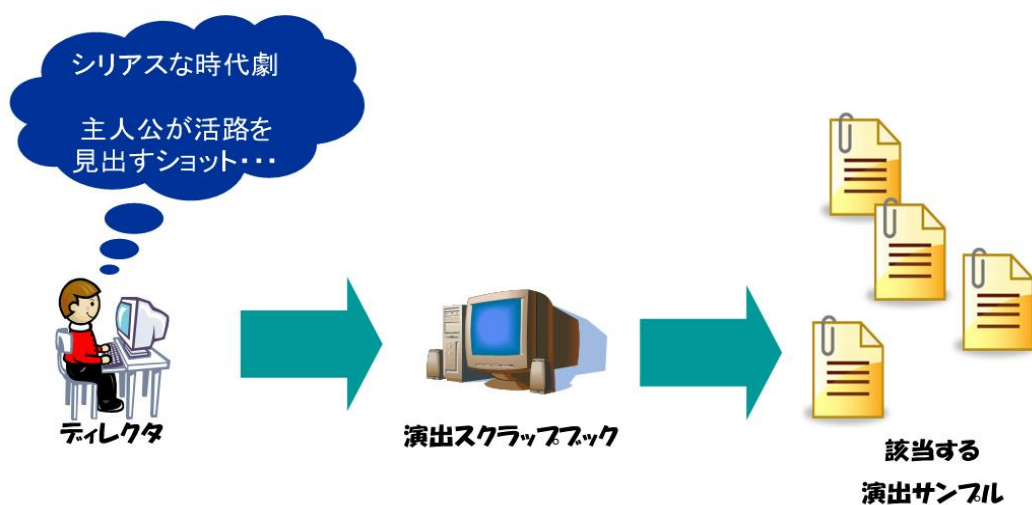 シリアスな時代劇
主人公が活路を
見出すショット・・・
ディレクタ
演出スクラップブック
該当する
演出サンプル